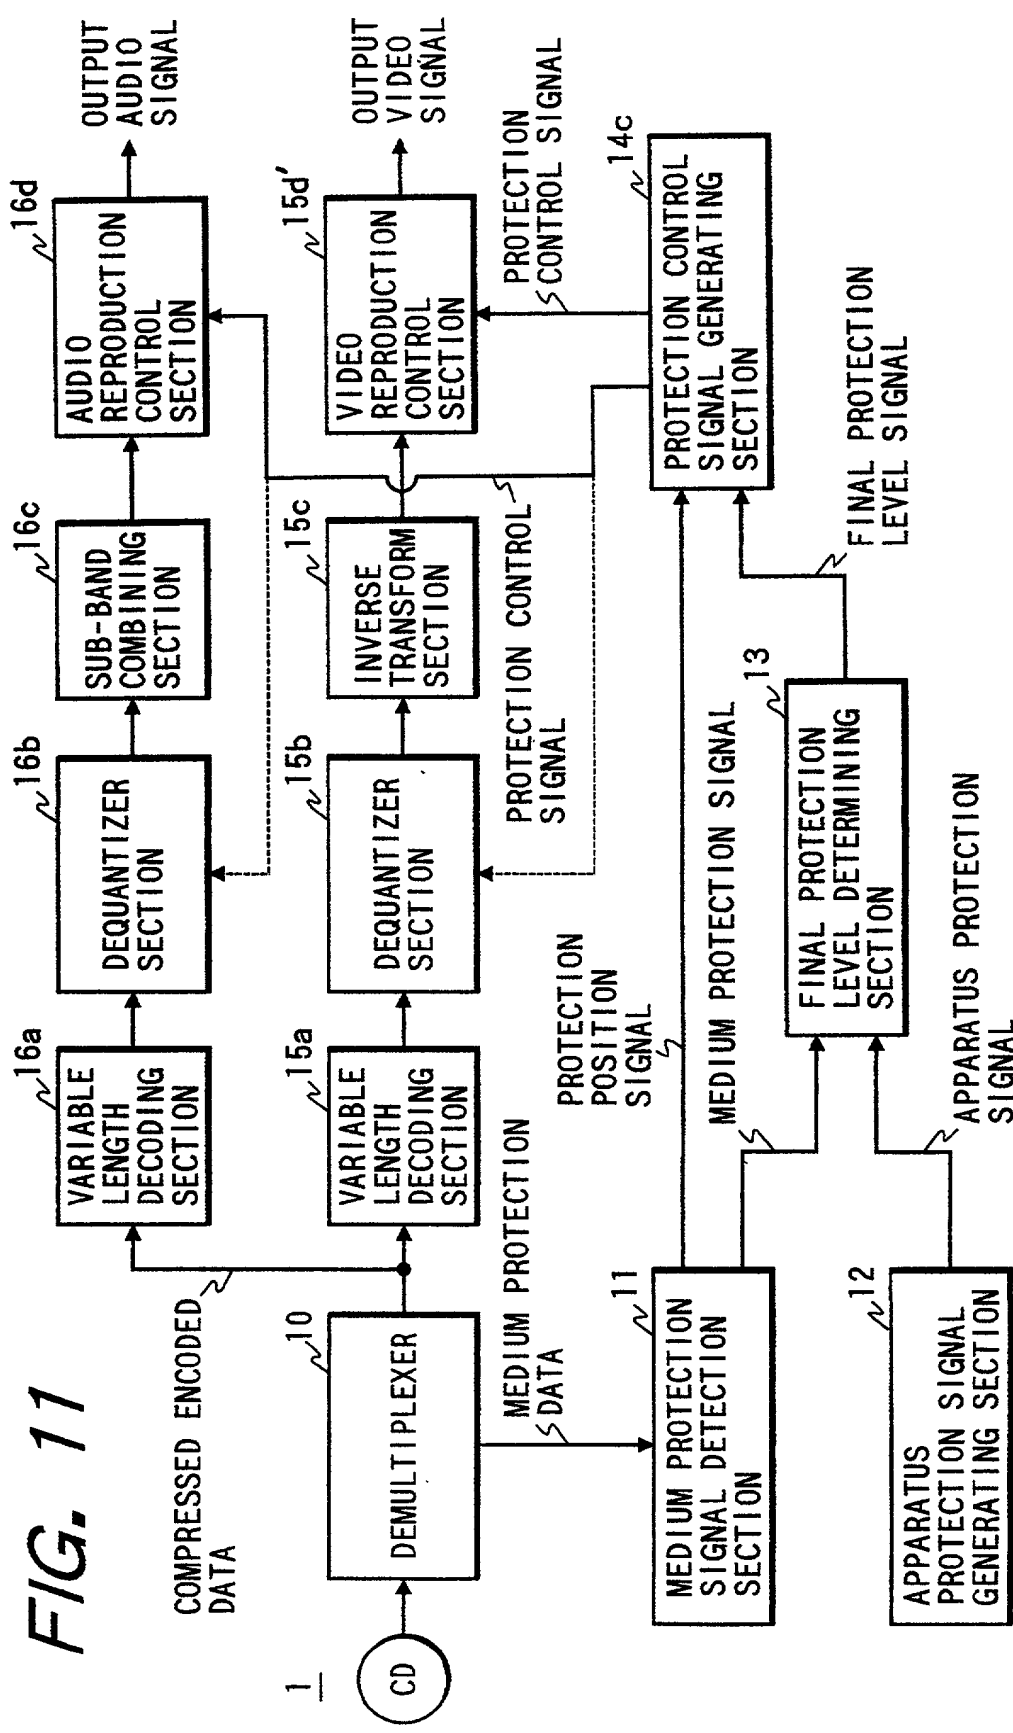 FIG. 11
1
CD
COMPRESSED ENCODED
DATA
10
DEMULTIPLEXER
MEDIUM PROTECTION
DATA
16a
VARIABLE
LENGTH
DECODING
SECTION
16b
DEQUANTIZER
SECTION
16c
SUB-BAND
COMBINING
SECTION
16d
AUDIO
REPRODUCTION
CONTROL
SECTION
OUTPUT
AUDIO
SIGNAL
15a
VARIABLE
LENGTH
DECODING
SECTION
15b
DEQUANTIZER
SECTION
15c
INVERSE
TRANSFORM
SECTION
15d'
VIDEO
REPRODUCTION
CONTROL
SECTION
OUTPUT
VIDEO
SIGNAL
PROTECTION CONTROL
SIGNAL
PROTECTION
CONTROL SIGNAL
PROTECTION
POSITION
SIGNAL
11
MEDIUM PROTECTION
SIGNAL DETECTION
SECTION
MEDIUM PROTECTION SIGNAL
14c
PROTECTION CONTROL
SIGNAL GENERATING
SECTION
13
FINAL PROTECTION
LEVEL DETERMINING
SECTION
FINAL PROTECTION
LEVEL SIGNAL
12
APPARATUS
PROTECTION SIGNAL
GENERATING SECTION
APPARATUS PROTECTION
SIGNAL